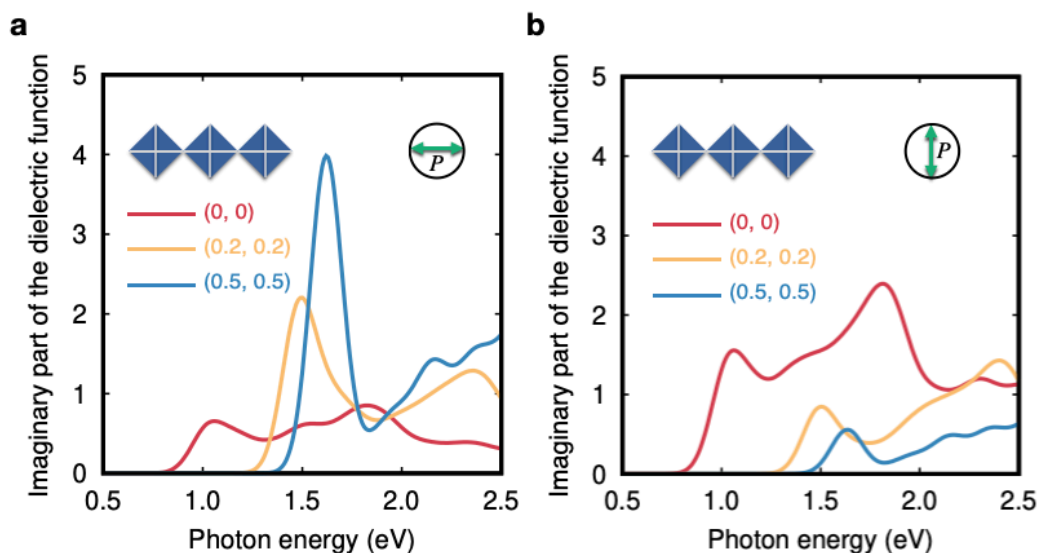 a
Imaginary part of the dielectric function
5
4
3
2
1
0
P
(0, 0)
(0.2, 0.2)
(0.5, 0.5)
0.5 1.0 1.5 2.0 2.5
Photon energy (eV)
b
Imaginary part of the dielectric function
5
4
3
2
1
0
P
(0, 0)
(0.2, 0.2)
(0.5, 0.5)
0.5 1.0 1.5 2.0 2.5
Photon energy (eV)